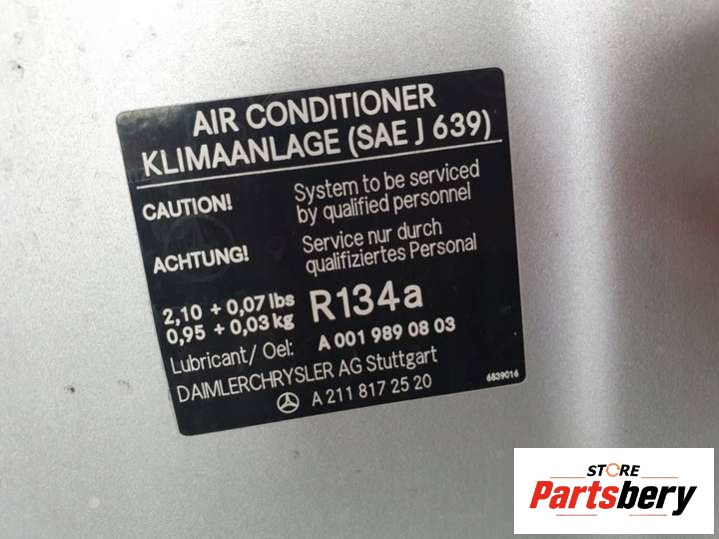 AIR CONDITIONER
KLIMAANLAGE (SAE J 639)
CAUTION! System to be serviced
by qualified personnel
ACHTUNG! Service nur durch
qualifiziertes Personal
2,10 + 0,07 lbs R134a
0,95 + 0,03 kg
Lubricant/ Oel: A 001 989 08 03
DAIMLERCHRYSLER AG Stuttgart
A 211 817 25 20 6839016
STORE
Partsbery